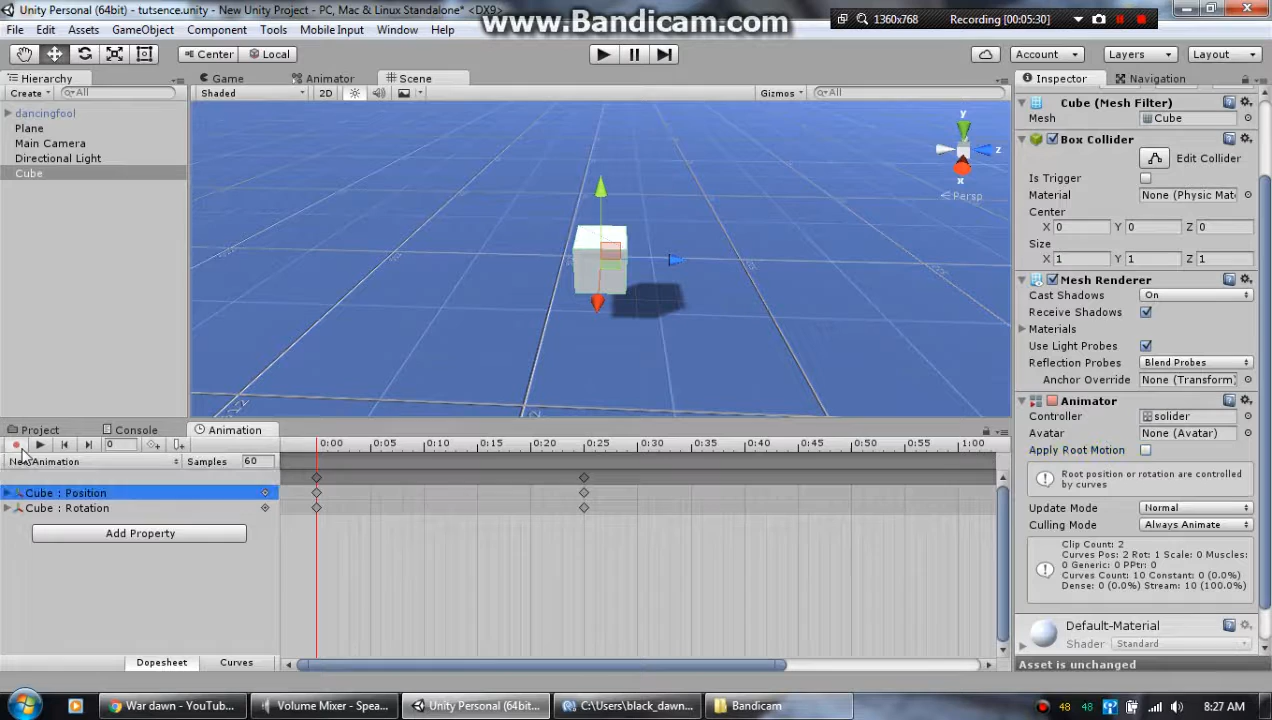 Unity Personal (64bit) - tutsence.unity - New Unity Project - PC, Mac & Linux Standalone* <DX9>
www.Bandicam.com
1360x768 Recording [00:05:30]
File Edit Assets GameObject Component Tools Mobile Input Window Help
Center Local Account Layers Layout
Hierarchy Game Animator Scene Inspector Navigation
Create All Shaded 2D Gizmos All
dancingfool
Plane
Main Camera
Directional Light
Cube
y
z
x
Persp
Cube (Mesh Filter)
Mesh Cube
Box Collider
Edit Collider
Is Trigger
Material None (Physic Mat
Center
X 0 Y 0 Z 0
Size
X 1 Y 1 Z 1
Mesh Renderer
Cast Shadows On
Receive Shadows
Materials
Use Light Probes
Reflection Probes Blend Probes
Anchor Override None (Transform)
Animator
Controller solider
Avatar None (Avatar)
Apply Root Motion
Root position or rotation are controlled
by curves
Update Mode Normal
Culling Mode Always Animate
Clip Count: 2
Curves Pos: 2 Rot: 1 Scale: 0 Muscles:
0 Generic: 0 PPtr: 0
Curves Count: 10 Constant: 0 (0.0%)
Dense: 0 (0.0%) Stream: 10 (100.0%)
Default-Material
Shader Standard
Asset is unchanged
Project Console Animation
0 0:00 0:05 0:10 0:15 0:20 0:25 0:30 0:35 0:40 0:45 0:50 0:55 1:00
Animation Samples 60
Cube : Position
Cube : Rotation
Add Property
Dopesheet Curves
War dawn - YouTub... Volume Mixer - Spea... Unity Personal (64bit... C:\Users\black_dawn... Bandicam 48 48 8:27 AM